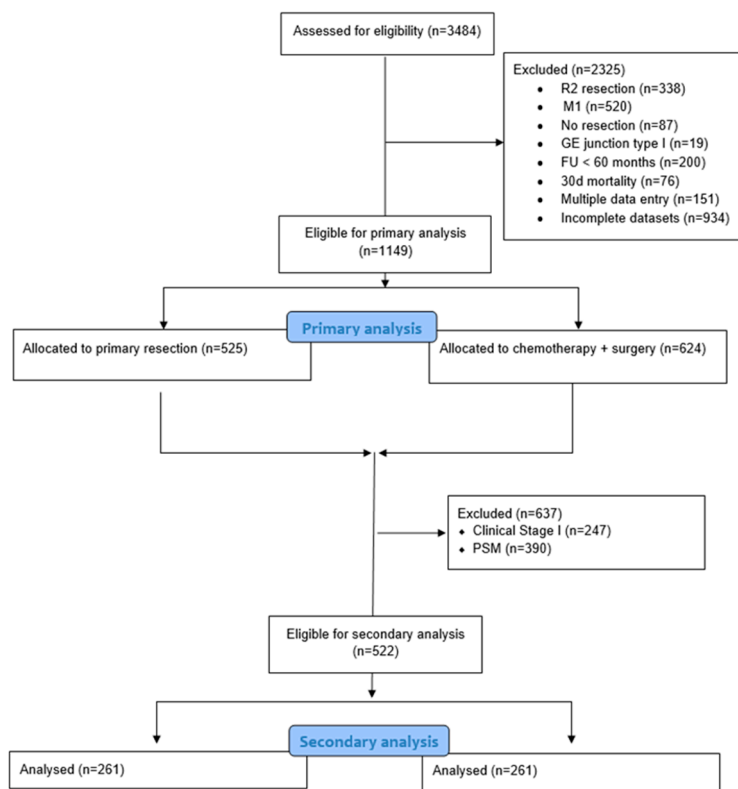 Assessed for eligibility (n=3484)
Excluded (n=2325)
• R2 resection (n=338)
• M1 (n=520)
• No resection (n=87)
• GE junction type I (n=19)
• FU < 60 months (n=200)
• 30d mortality (n=76)
• Multiple data entry (n=151)
• Incomplete datasets (n=934)
Eligible for primary analysis
(n=1149)
Primary analysis
Allocated to primary resection (n=525)
Allocated to chemotherapy + surgery (n=624)
Excluded (n=637)
◆ Clinical Stage I (n=247)
◆ PSM (n=390)
Eligible for secondary analysis
(n=522)
Secondary analysis
Analysed (n=261)
Analysed (n=261)